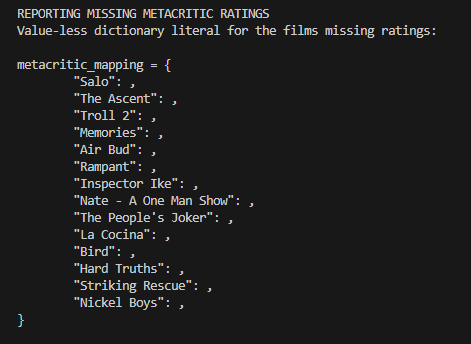 REPORTING MISSING METACRITIC RATINGS
Value-less dictionary literal for the films missing ratings:
metacritic_mapping = {
"Salo": ,
"The Ascent": ,
"Troll 2": ,
"Memories": ,
"Air Bud": ,
"Rampant": ,
"Inspector Ike": ,
"Nate - A One Man Show": ,
"The People's Joker": ,
"La Cocina": ,
"Bird": ,
"Hard Truths": ,
"Striking Rescue": ,
"Nickel Boys": ,
}